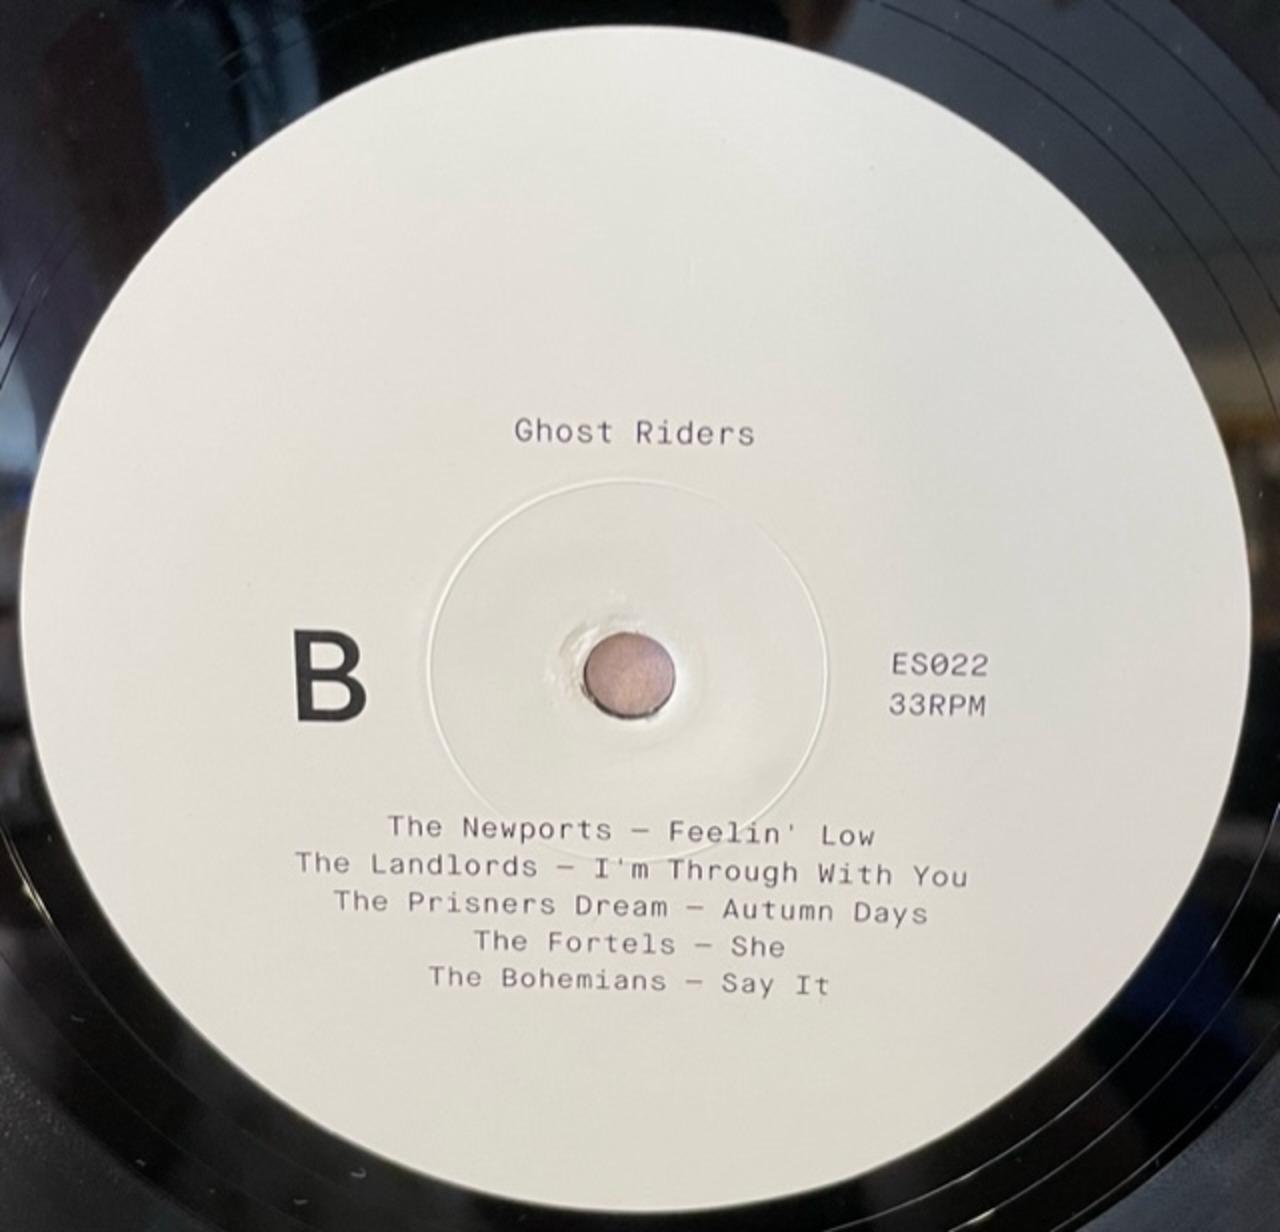 Ghost Riders
B
ES022
33RPM
The Newports — Feelin' Low
The Landlords — I'm Through With You
The Prisners Dream — Autumn Days
The Fortels — She
The Bohemians — Say It